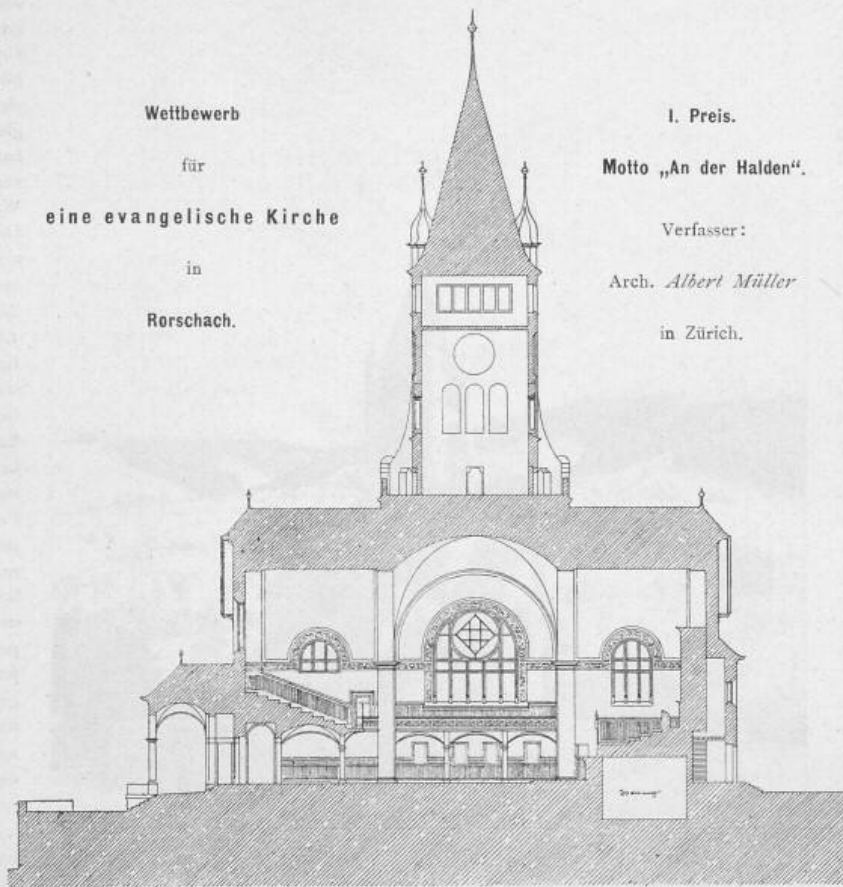 Wettbewerb
für
eine evangelische Kirche
in
Rorschach.
I. Preis.
Motto „An der Halden“.
Verfasser:
Arch. Albert Müller
in Zürich.